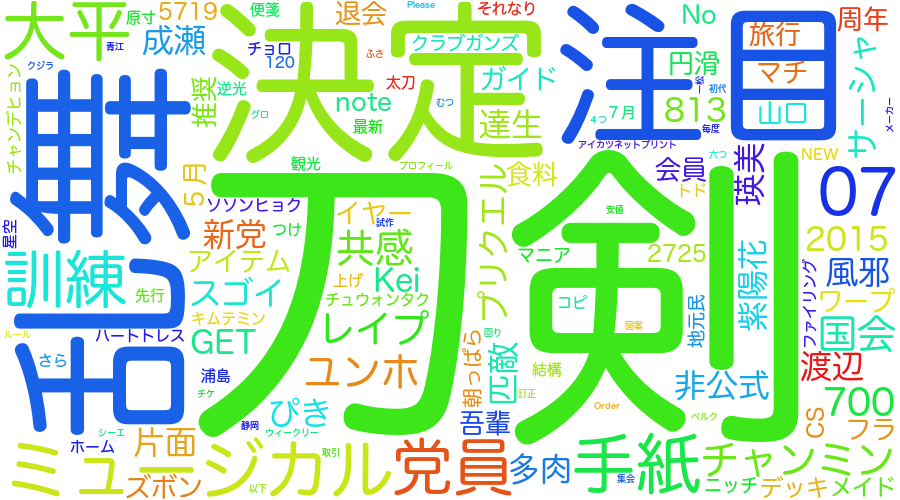 大平
原寸
5719
便箋
退会
Please
それなり
No
周年
青江
成瀬
チョロ
ふさ
クラブガンズ
旅行
クジラ
120
決定
注目
円滑
マチ
サーシャ
チャンデヒョン
乱舞
推奨
逆光
太刀
ガイド
初代
グロ
note
むつ
813
山口
メーカー
最新
達生
4つ
7月
毎度
アイカツネットプリント
観光
プロフィール
会員
瑛美
六つ
NEW
5月
食料
07
刀剣
ソソンヒョク
イヤー
試作
安値
星空
新党
つけ
共感
プリクエル
マニア
2725
紫陽花
2015
訓練
アイテム
スゴイ
上げ
Kei
風邪
先行
チュウォンタク
コピ
地元民
ファイリング
ワープ
キムテミン
レイプ
図案
国会
ルール
ハートトレス
GET
回り
朝っぱら
匹敵
さら
ユンホ
結構
渡辺
浦島
非公式
チケ
訂正
700
ぴき
吾輩
Order
ベルク
CS
フラ
シーエ
静岡
ウィークリー
ホーム
片面
ミュージカル
取引
党員
多肉
手紙
集会
チャンミン
ズボン
以下
ニッチ
デッキ
メイド